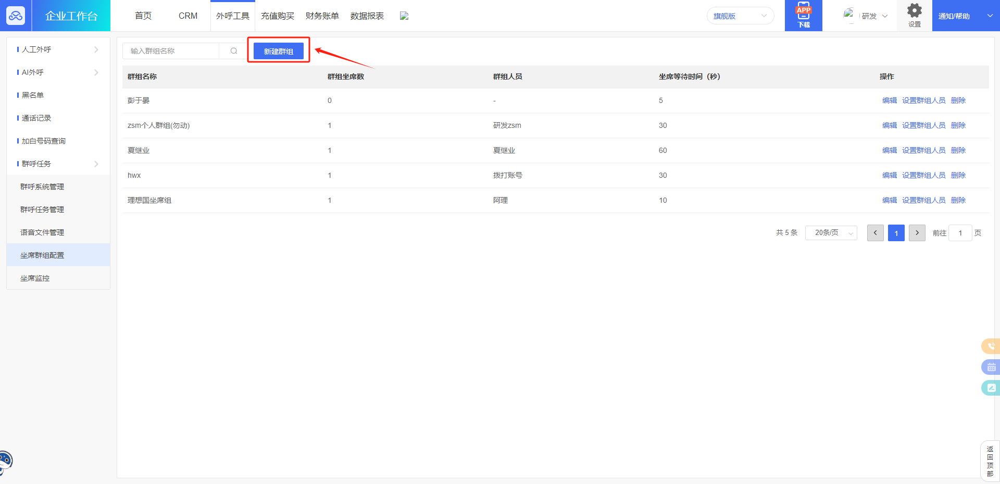 企业工作台
首页
CRM
外呼工具
充值购买
财务账单
数据报表
旗舰版
APP
下载
研发
设置
通知/帮助
人工外呼
AI外呼
黑名单
通话记录
加白号码查询
群呼任务
群呼系统管理
群呼任务管理
语音文件管理
坐席群组配置
坐席监控
输入群组名称
新建群组
群组名称 群组坐席数 群组人员 坐席等待时间（秒） 操作
彭于晏 0 - 5 编辑 设置群组人员 删除
zsm个人群组(勿动) 1 研发zsm 30 编辑 设置群组人员 删除
夏继业 1 夏继业 60 编辑 设置群组人员 删除
hwx 1 拨打账号 30 编辑 设置群组人员 删除
理想国坐席组 1 阿理 10 编辑 设置群组人员 删除
共 5 条 20条/页 1 前往 1 页
返
回
顶
部